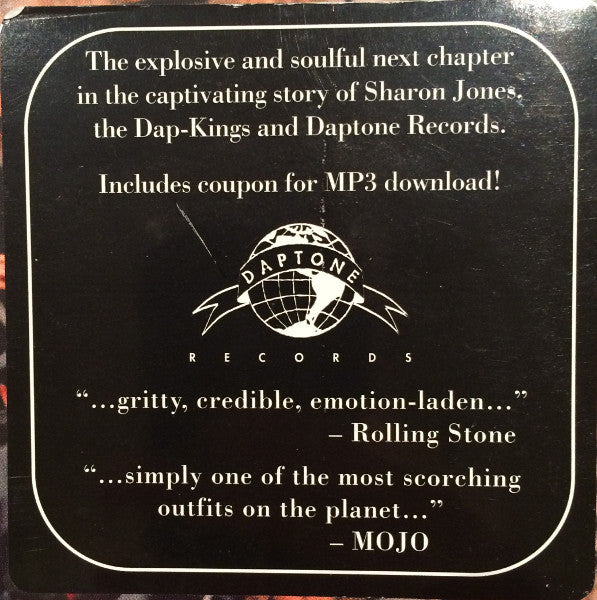 The explosive and soulful next chapter
in the captivating story of Sharon Jones,
the Dap-Kings and Daptone Records.
Includes coupon for MP3 download!
DAPTONE
RECORDS
“...gritty, credible, emotion-laden...”
– Rolling Stone
“...simply one of the most scorching
outfits on the planet...”
– MOJO